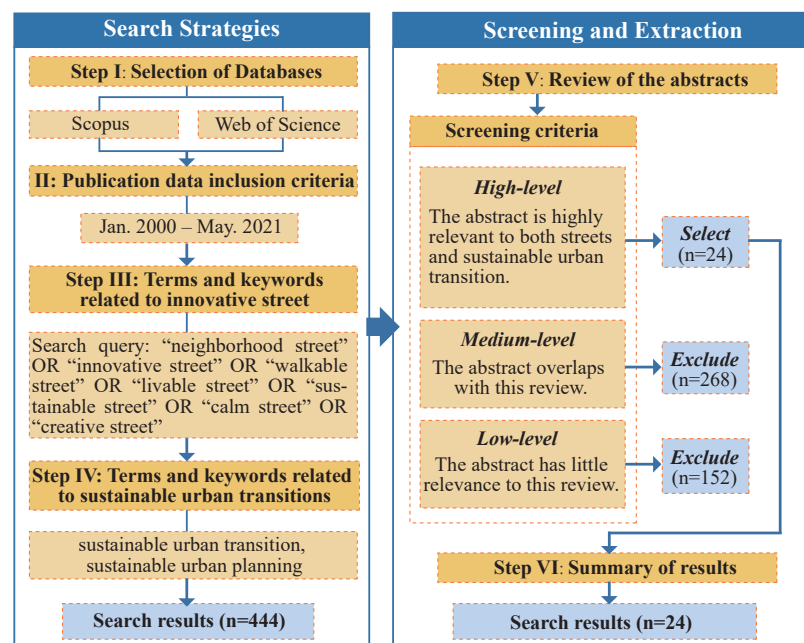 Search Strategies
Step I: Selection of Databases
Scopus
Web of Science
II: Publication data inclusion criteria
Jan. 2000 – May. 2021
Step III: Terms and keywords
related to innovative street
Search query: “neighborhood street”
OR “innovative street” OR “walkable
street” OR “livable street” OR “sus-
tainable street” OR “calm street” OR
“creative street”
Step IV: Terms and keywords related
to sustainable urban transitions
sustainable urban transition,
sustainable urban planning
Search results (n=444)
Screening and Extraction
Step V: Review of the abstracts
Screening criteria
High-level
The abstract is highly
relevant to both streets
and sustainable urban
transition.
Select
(n=24)
Medium-level
The abstract overlaps
with this review.
Exclude
(n=268)
Low-level
The abstract has little
relevance to this review.
Exclude
(n=152)
Step VI: Summary of results
Search results (n=24)